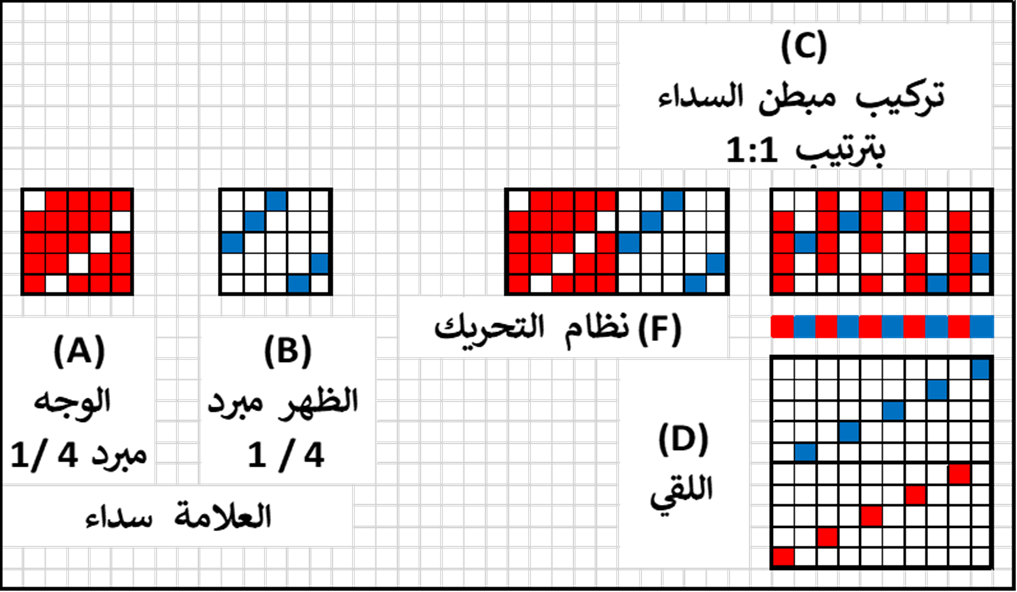 (C)
تركيب مبطن السداء
بترتيب 1:1
(F) نظام التحريك
(A)
الوجه
مبرد 4 /1
(B)
الظهر مبرد
1 / 4
(D)
اللقي
العلامة سداء